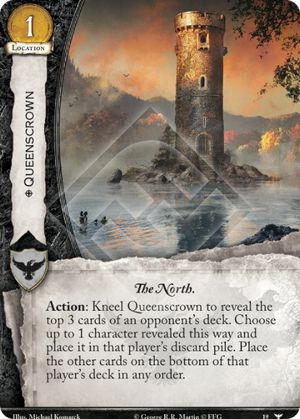 1
LOCATION
QUEENSCROWN
The North.
Action: Kneel Queenscrown to reveal the
top 3 cards of an opponent's deck. Choose
up to 1 character revealed this way and
place it in that player's discard pile. Place
the other cards on the bottom of that
player's deck in any order.
Illus. Michael Komarck
© George R.R. Martin © FFG
19